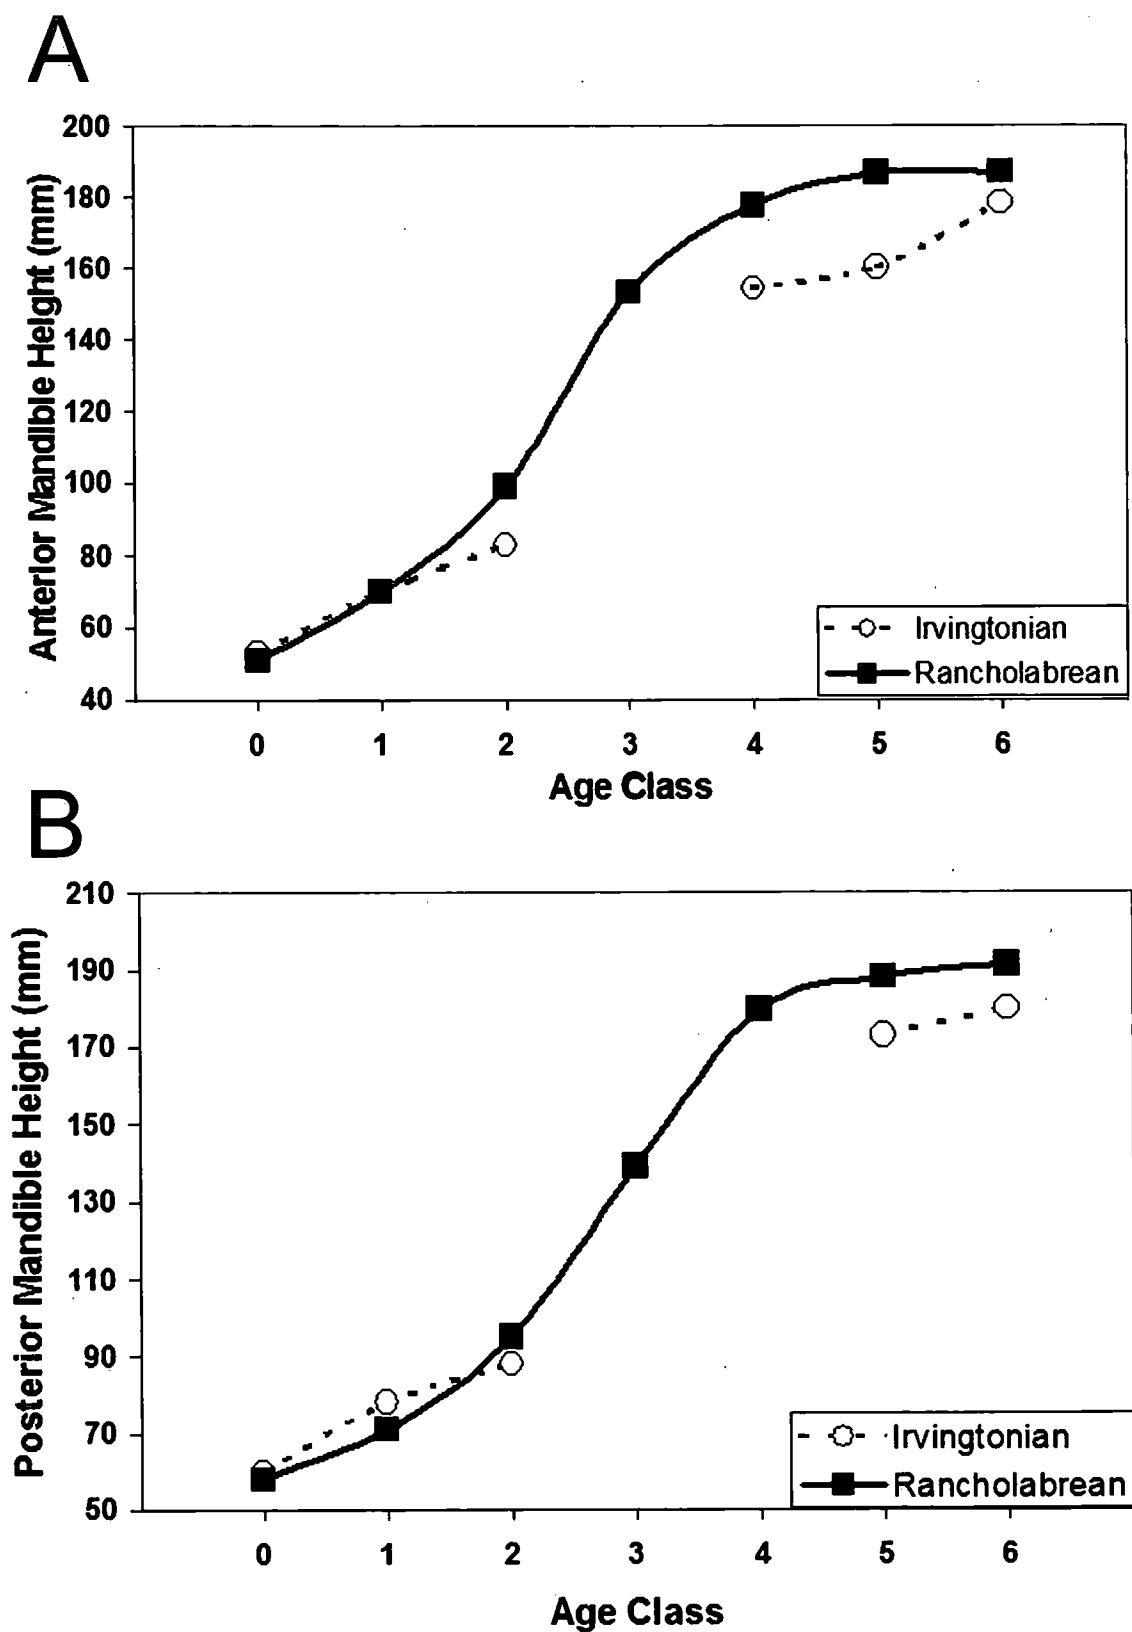 A
200
180
160
140
120
100
80
60
40
Anterior Mandible Height (mm)
Irvingtonian
Rancholabrean
0 1 2 3 4 5 6
Age Class
B
210
190
170
150
130
110
90
70
50
Posterior Mandible Height (mm)
Irvingtonian
Rancholabrean
0 1 2 3 4 5 6
Age Class